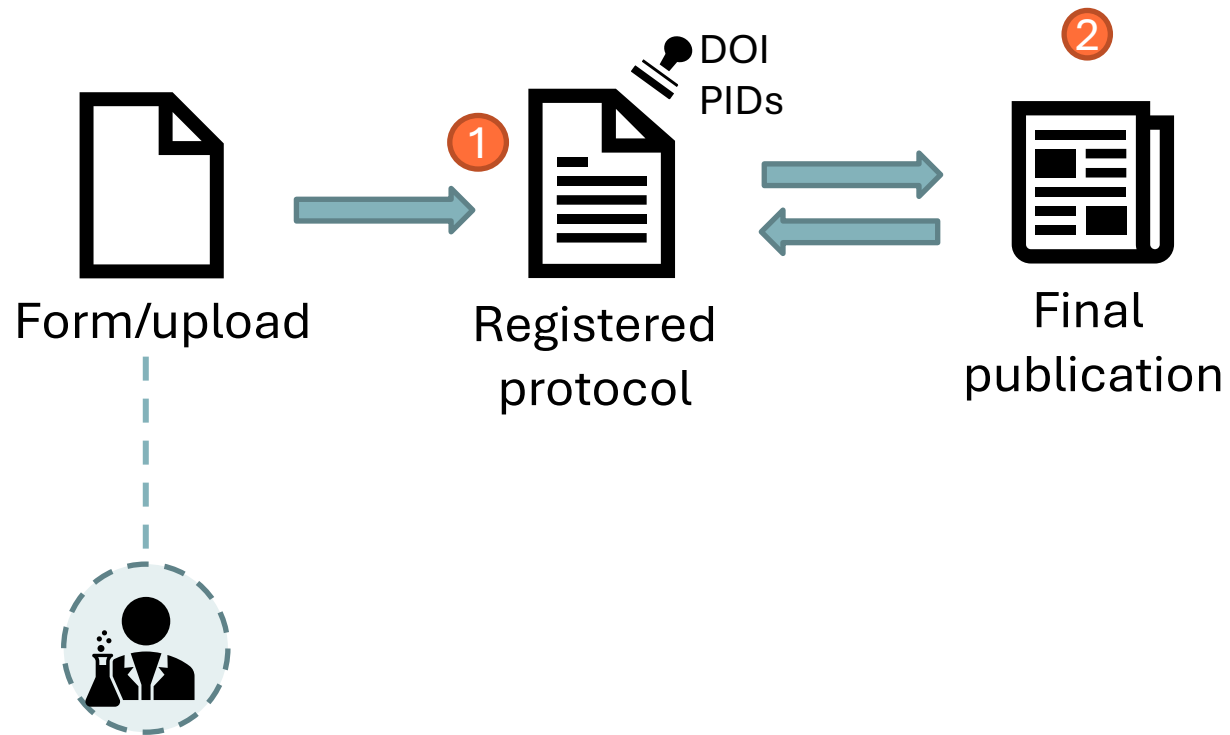 DOI
PIDs
2
1
Form/upload
Registered
protocol
Final
publication